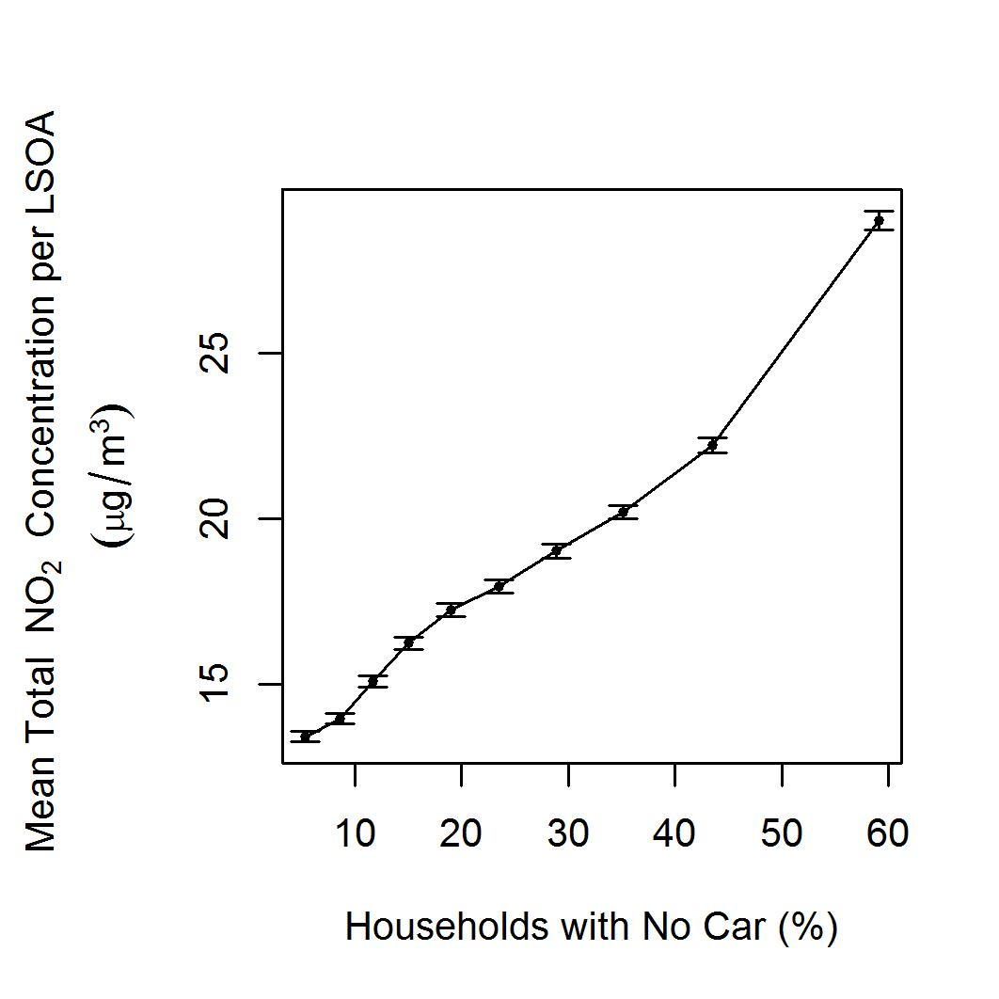 Mean Total NO₂ Concentration per LSOA
(μg/m³)
25
20
15
10 20 30 40 50 60
Households with No Car (%)